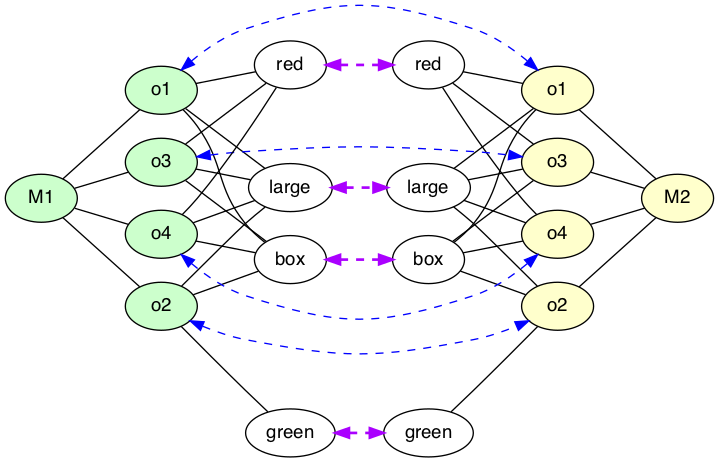 red
red
o1
o1
o3
o3
large
large
M1
M2
o4
o4
box
box
o2
o2
green
green